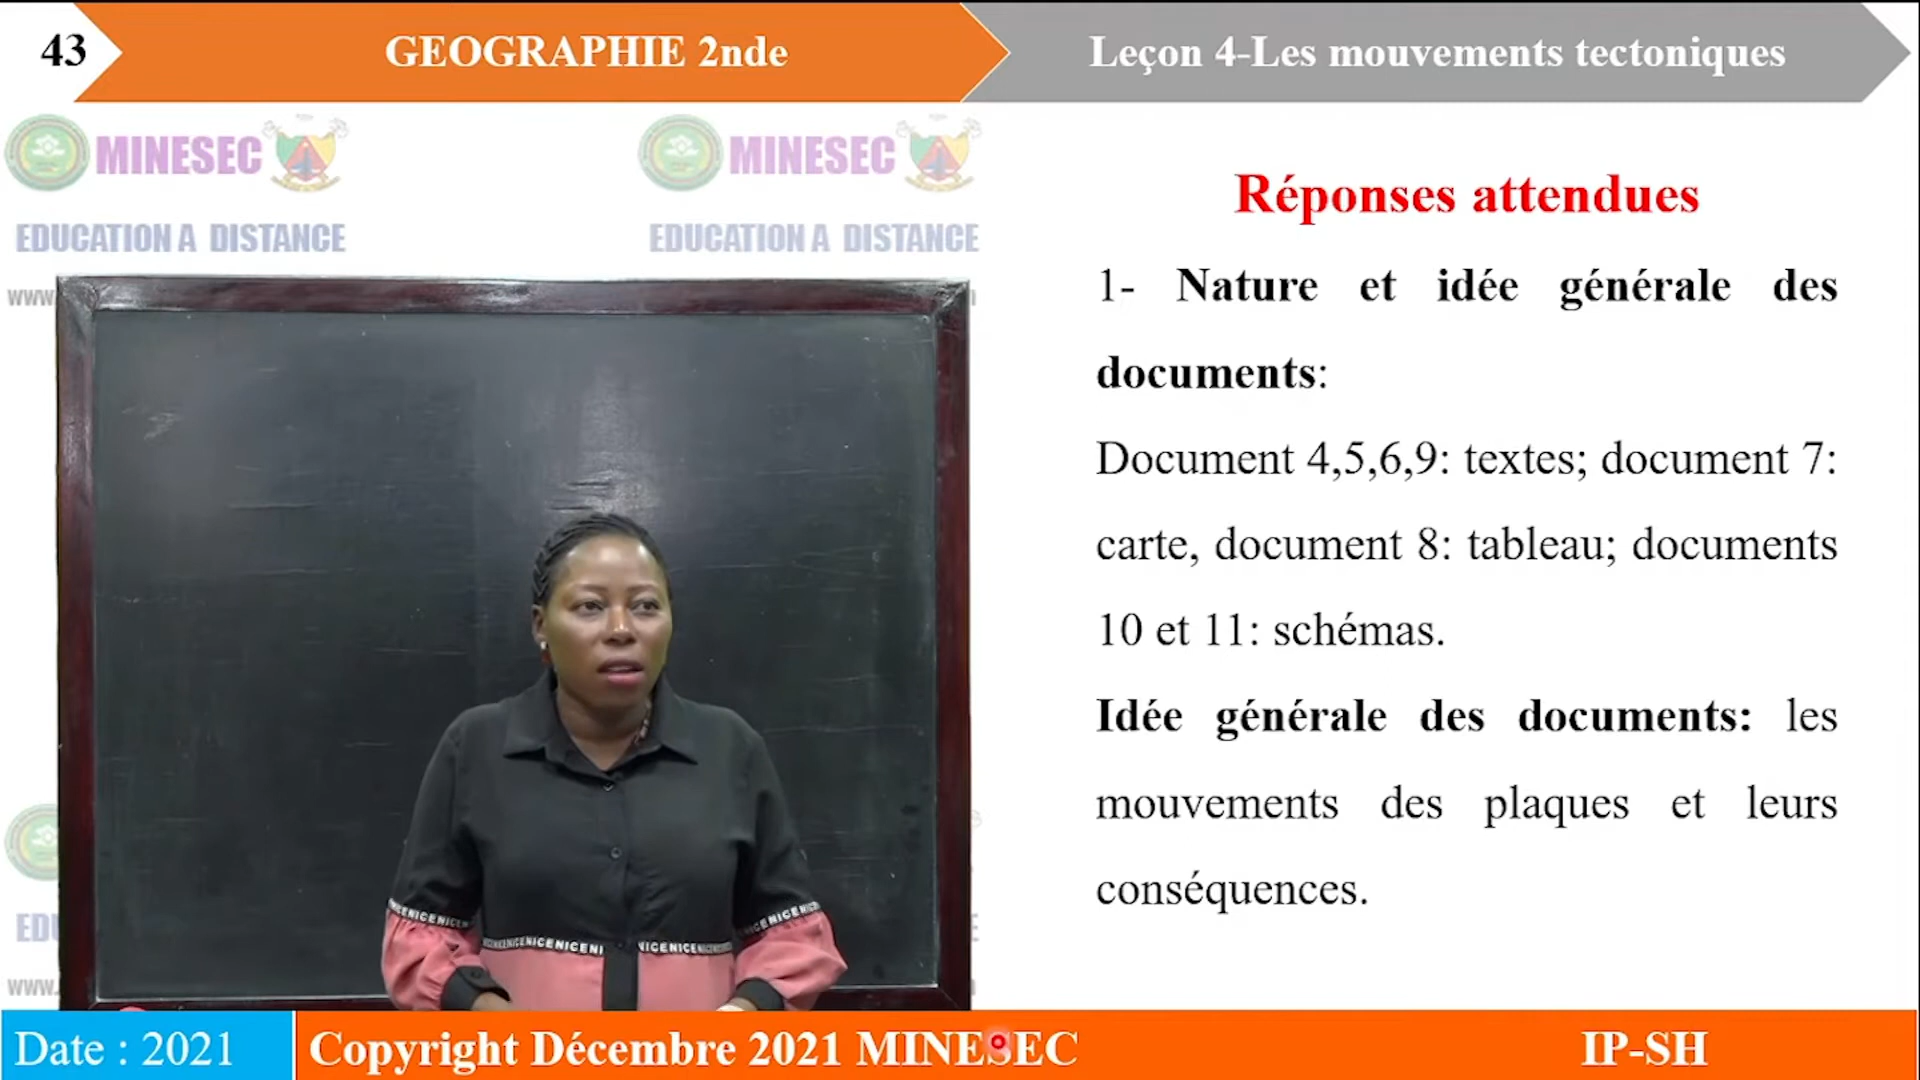 43
GEOGRAPHIE 2nde
Leçon 4-Les mouvements tectoniques
MINESEC
MINESEC
EDUCATION A DISTANCE
EDUCATION A DISTANCE
www.
Réponses attendues
1- Nature et idée générale des
documents:
Document 4,5,6,9: textes; document 7:
carte, document 8: tableau; documents
10 et 11: schémas.
Idée générale des documents: les
mouvements des plaques et leurs
conséquences.
EDU
www.
Date : 2021
Copyright Décembre 2021 MINESEC
IP-SH